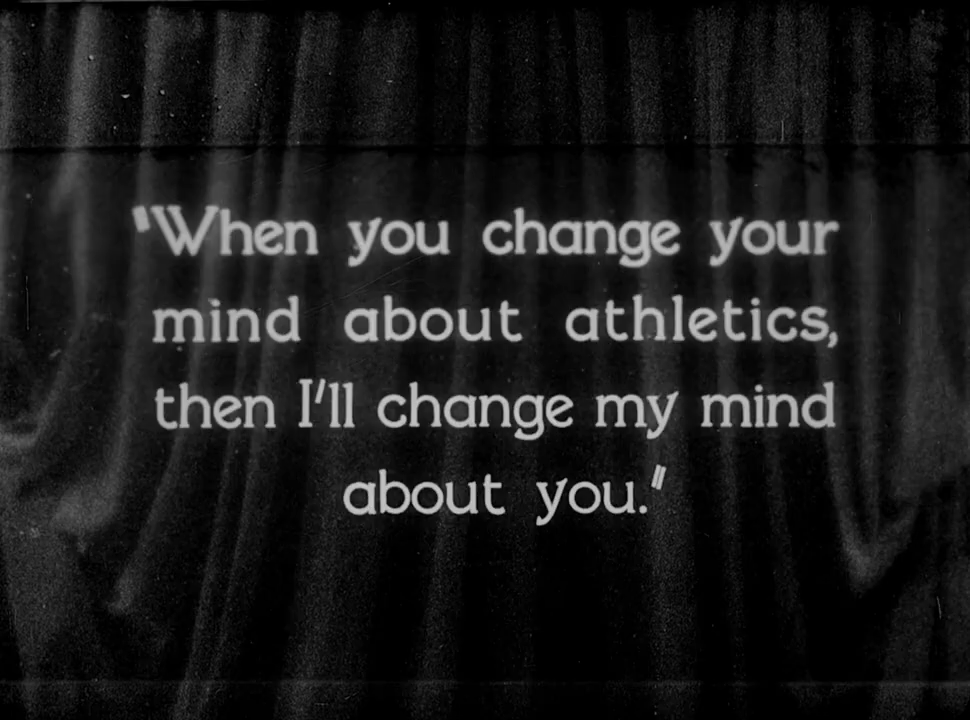 "When you change your
mind about athletics,
then I'll change my mind
about you."